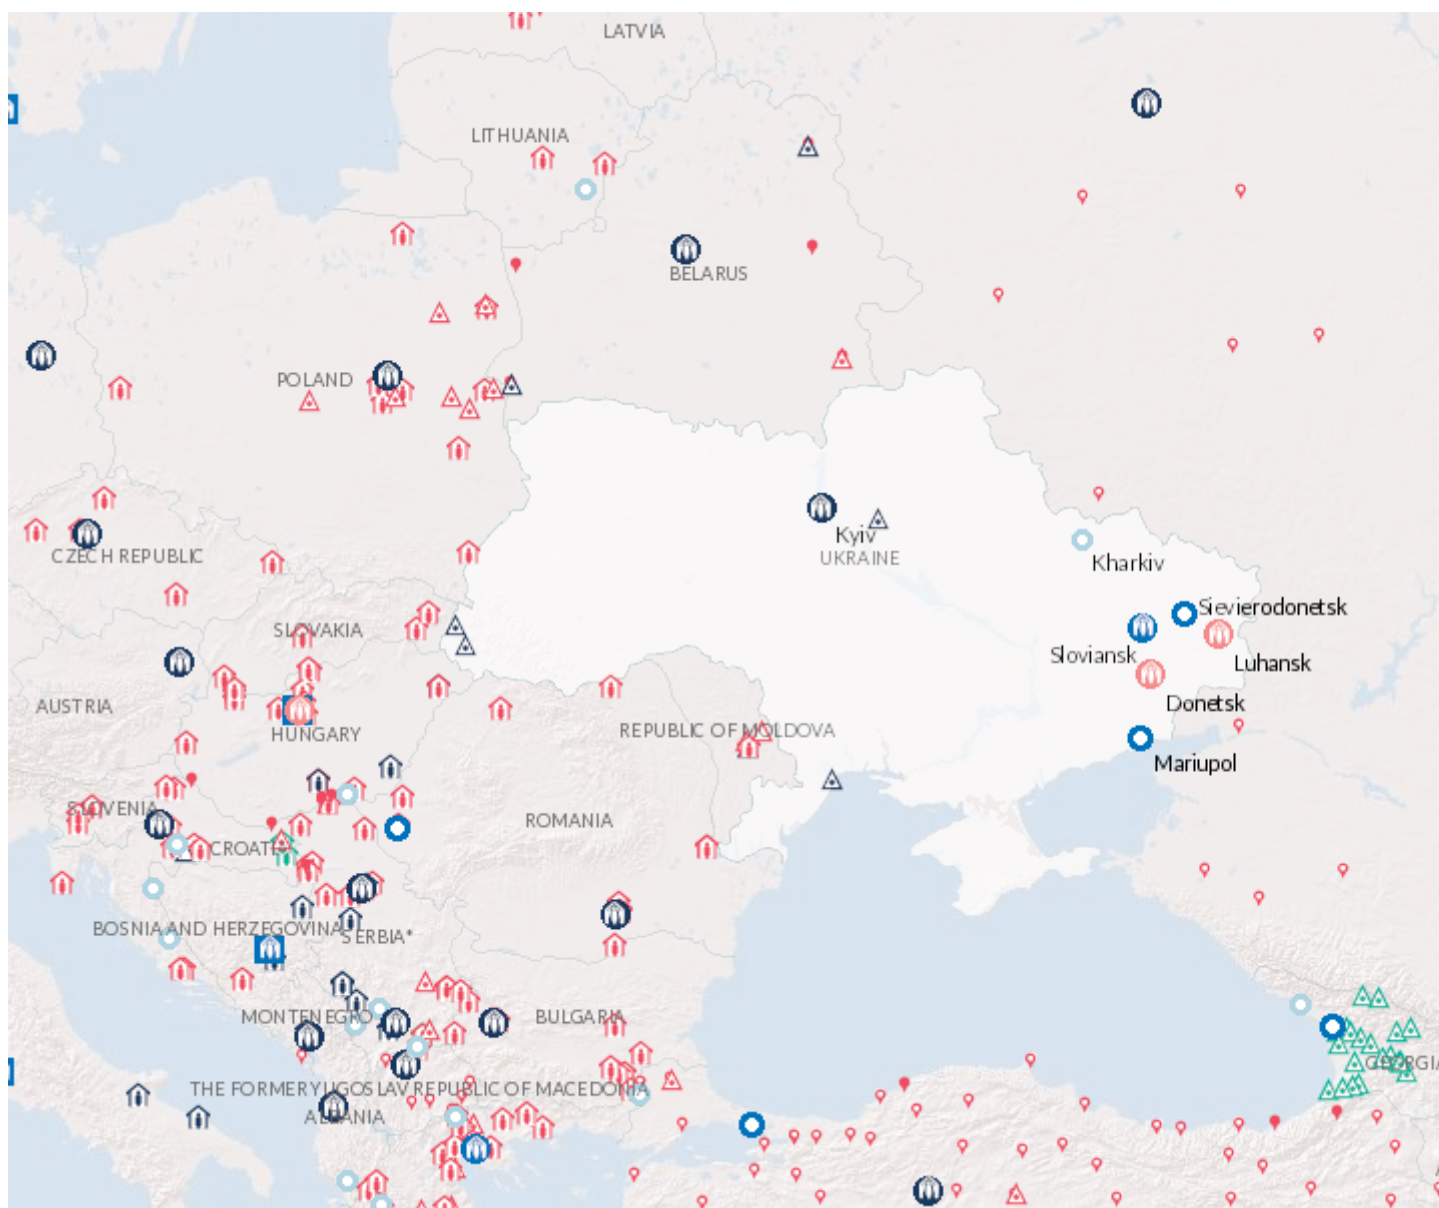 LATVIA
LITHUANIA
BELARUS
POLAND
Kyiv
UKRAINE
CZECH REPUBLIC
Kharkiv
Sievierodonetsk
SLOVAKIA
Sloviansk
Luhansk
Donetsk
AUSTRIA
REPUBLIC OF MOLDOVA
HUNGARY
Mariupol
SLOVENIA
ROMANIA
CROATIA
BOSNIA AND HERZEGOVINA
SERBIA*
MONTENEGRO
BULGARIA
GEORGIA
THE FORMER YUGOSLAV REPUBLIC OF MACEDONIA
ALBANIA